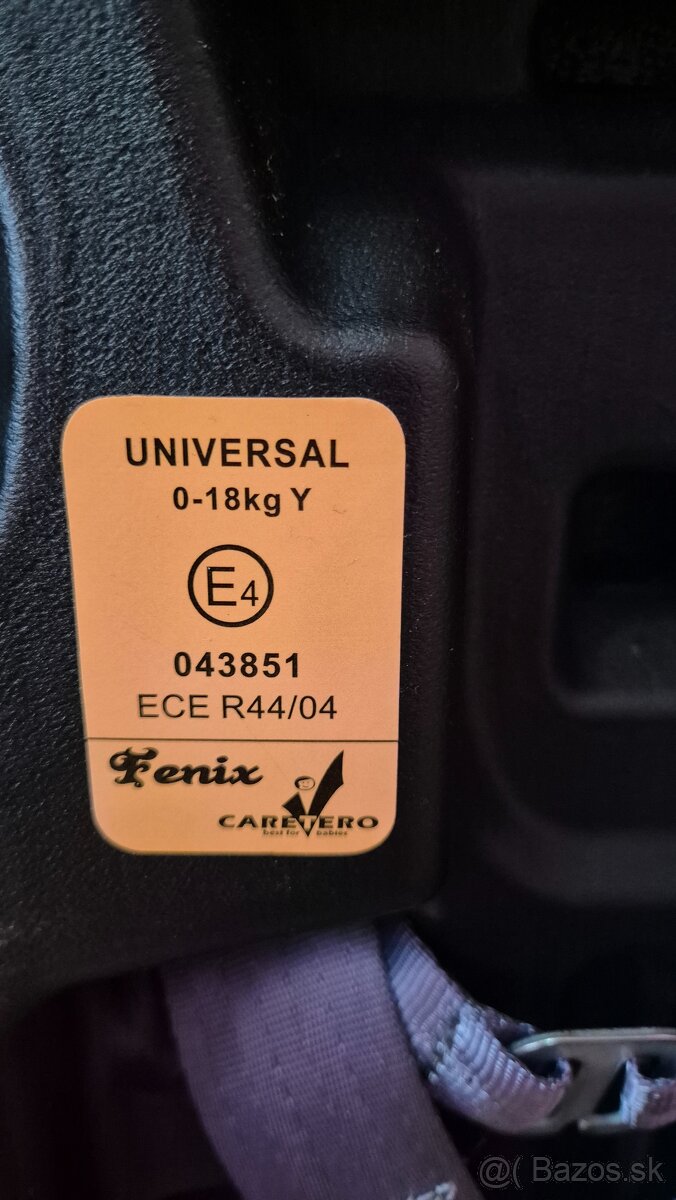 UNIVERSAL
0-18kg Y
E4
043851
ECE R44/04
Fenix
CARETERO
best for babies
@( Bazos.sk